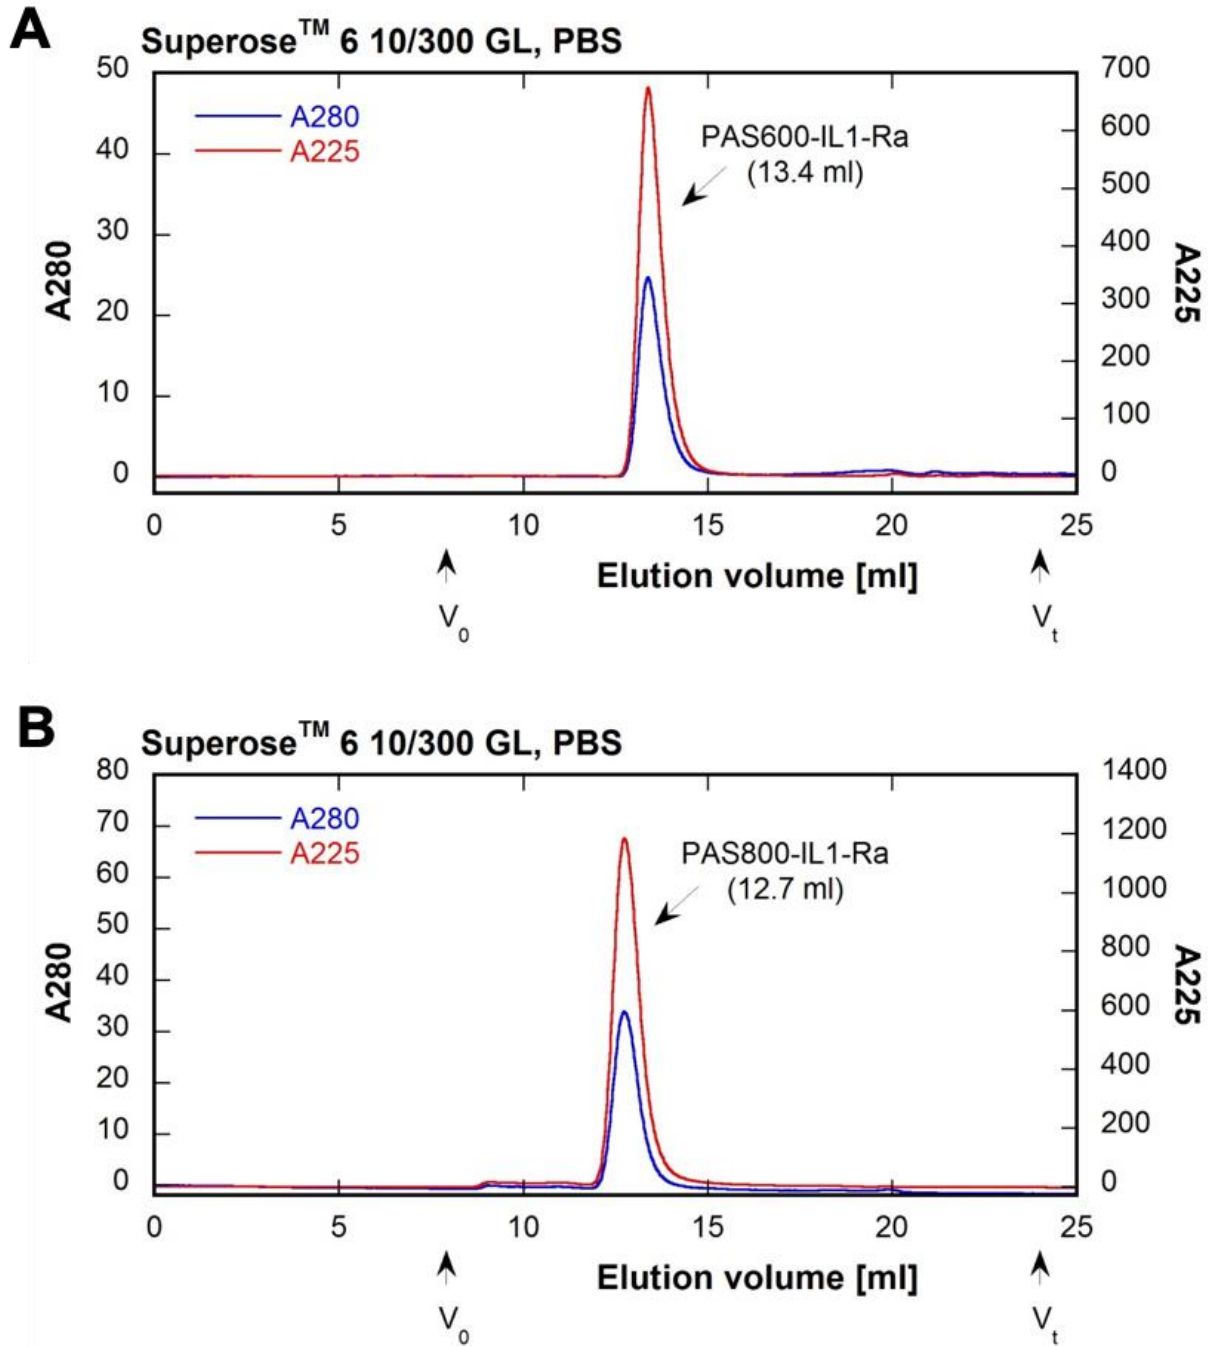 A
Superose™ 6 10/300 GL, PBS
50
40
30
20
10
0
A280
A280
A225
PAS600-IL1-Ra
(13.4 ml)
700
600
500
400
300
200
100
0
A225
0 5 10 15 20 25
Elution volume [ml]
V0
Vt
B
Superose™ 6 10/300 GL, PBS
80
70
60
50
40
30
20
10
0
A280
A280
A225
PAS800-IL1-Ra
(12.7 ml)
1400
1200
1000
800
600
400
200
0
A225
0 5 10 15 20 25
Elution volume [ml]
V0
Vt